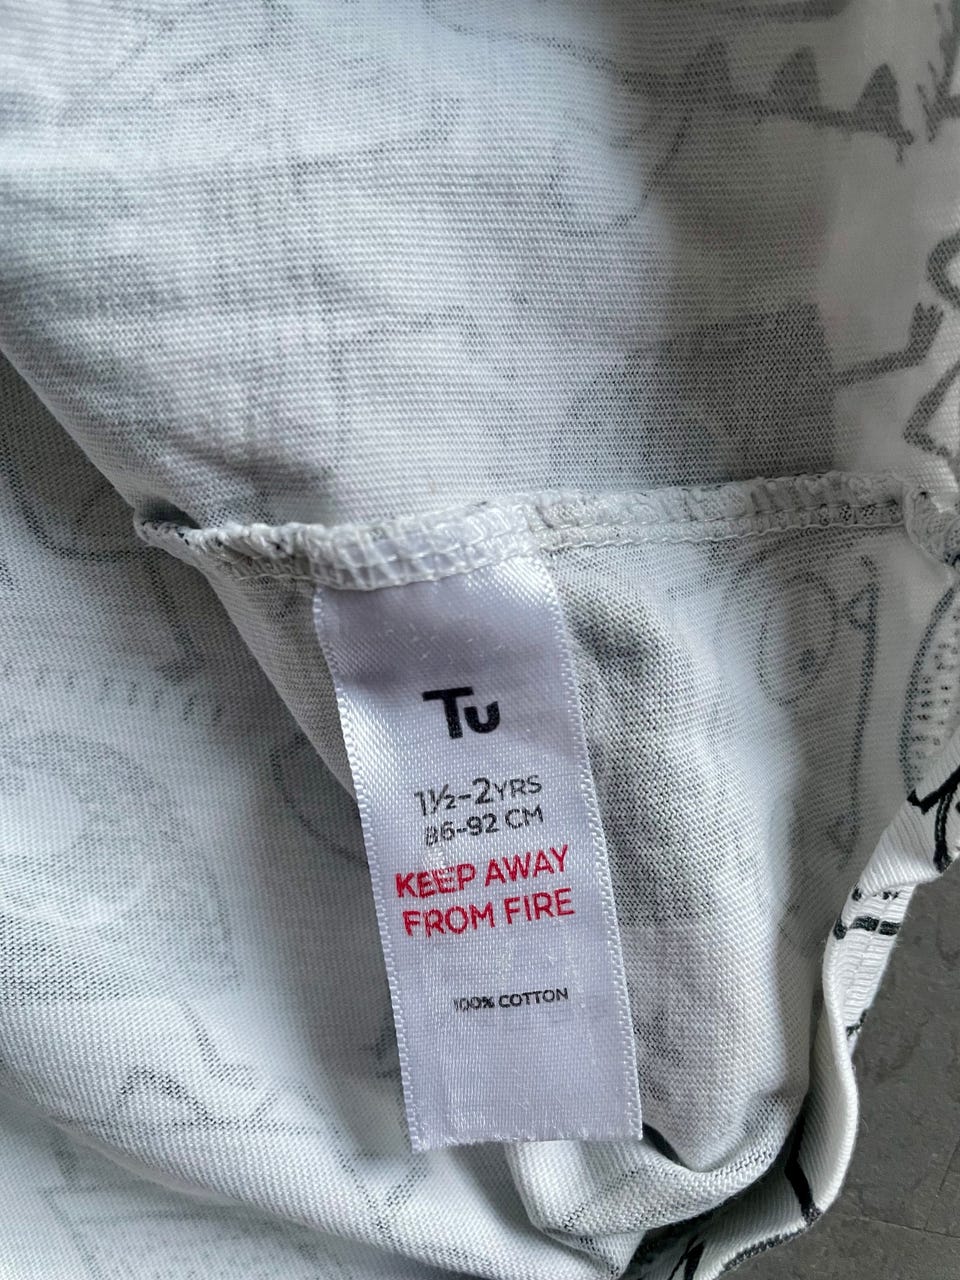 Tu
1½-2YRS
86-92 CM
KEEP AWAY
FROM FIRE
100% COTTON